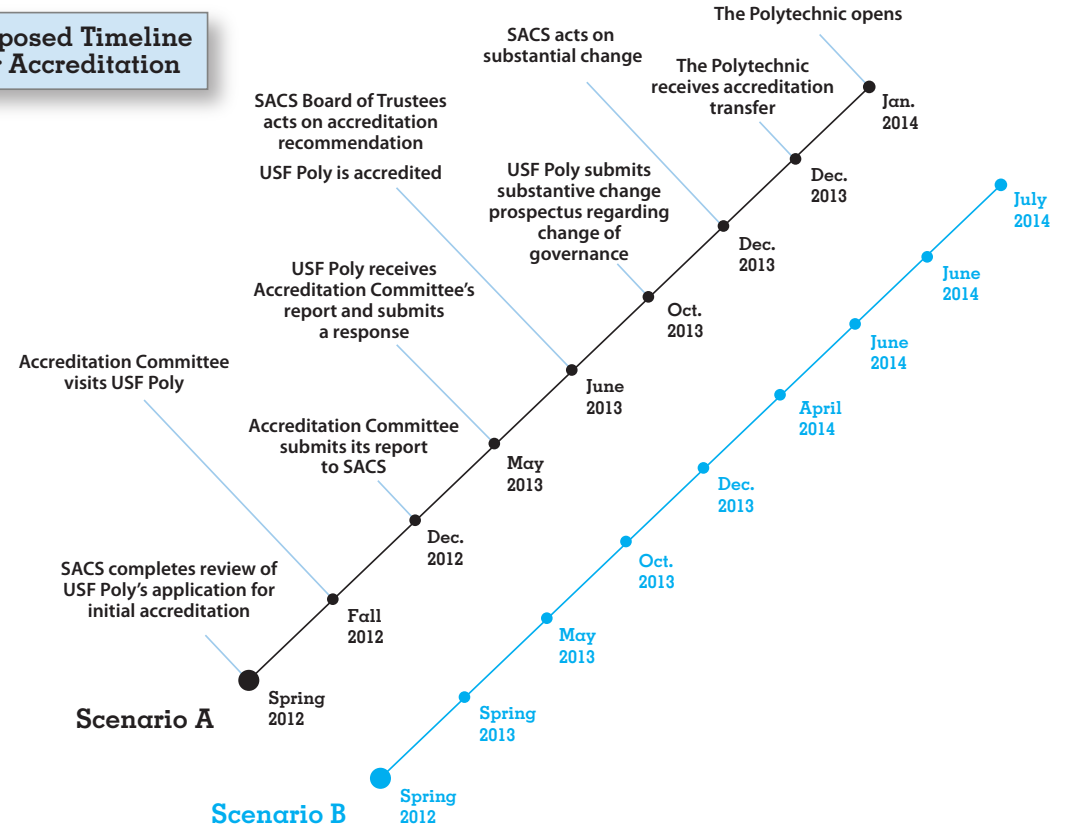 posed Timeline
Accreditation
The Polytechnic opens
SACS acts on
substantial change
The Polytechnic
receives accreditation
transfer
SACS Board of Trustees
acts on accreditation
recommendation
USF Poly is accredited
USF Poly submits
substantive change
prospectus regarding
change of
governance
USF Poly receives
Accreditation Committee's
report and submits
a response
Accreditation Committee
visits USF Poly
Accreditation Committee
submits its report
to SACS
SACS completes review of
USF Poly's application for
initial accreditation
Jan.
2014
Dec.
2013
Dec.
2013
Oct.
2013
June
2013
May
2013
Dec.
2012
Fall
2012
Spring
2012
Scenario A
July
2014
June
2014
June
2014
April
2014
Dec.
2013
Oct.
2013
May
2013
Spring
2013
Spring
2012
Scenario B